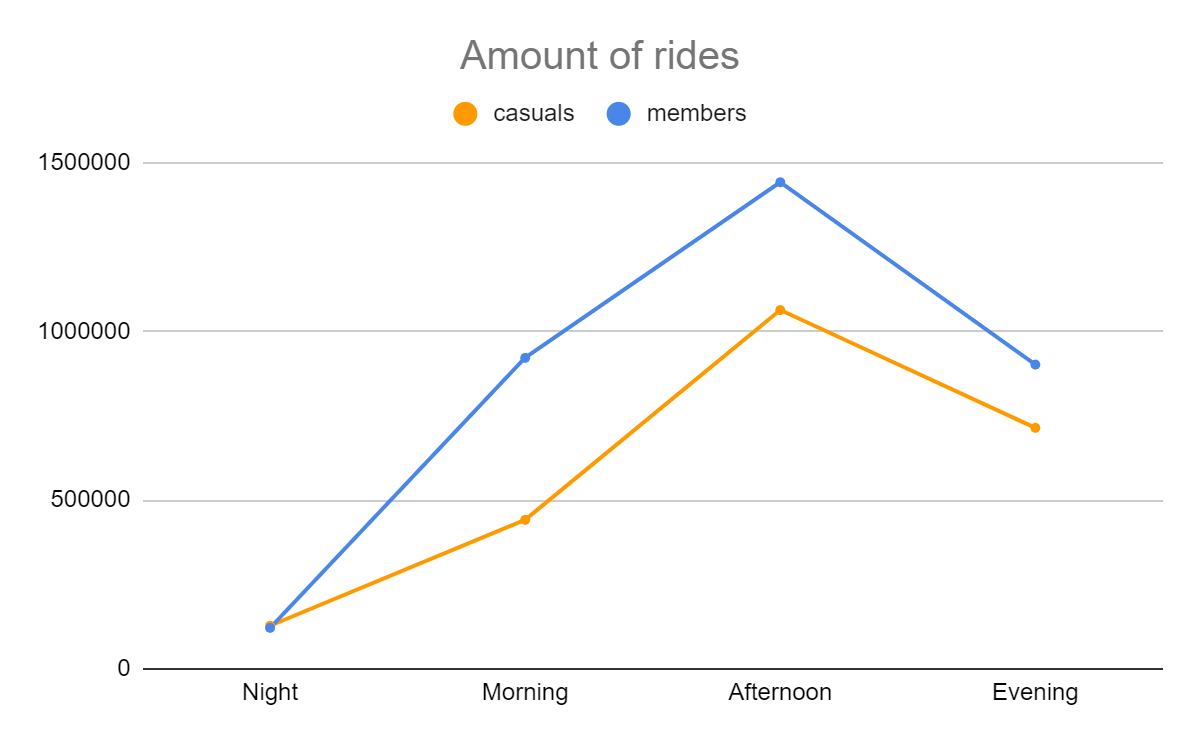 Amount of rides
casuals members
1500000
1000000
500000
0
Night Morning Afternoon Evening